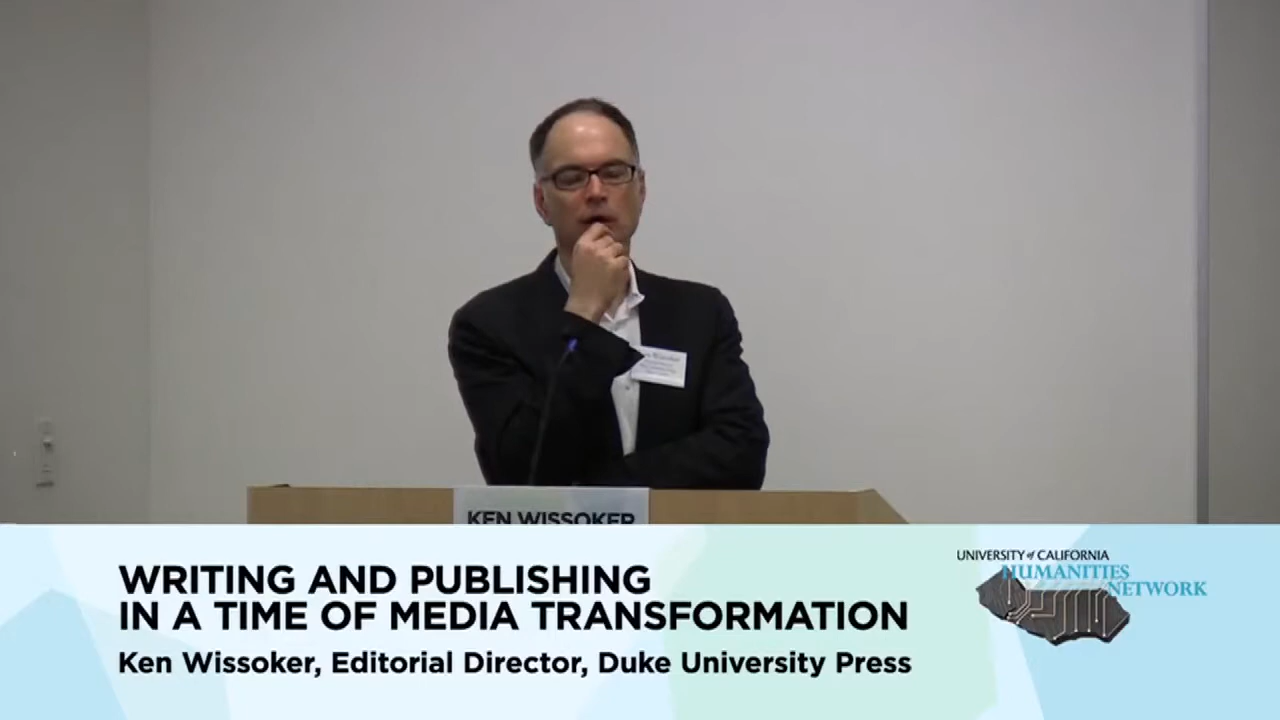 Wissoker
KEN WISSOKER
WRITING AND PUBLISHING
IN A TIME OF MEDIA TRANSFORMATION
Ken Wissoker, Editorial Director, Duke University Press
UNIVERSITY of CALIFORNIA
HUMANITIES
NETWORK